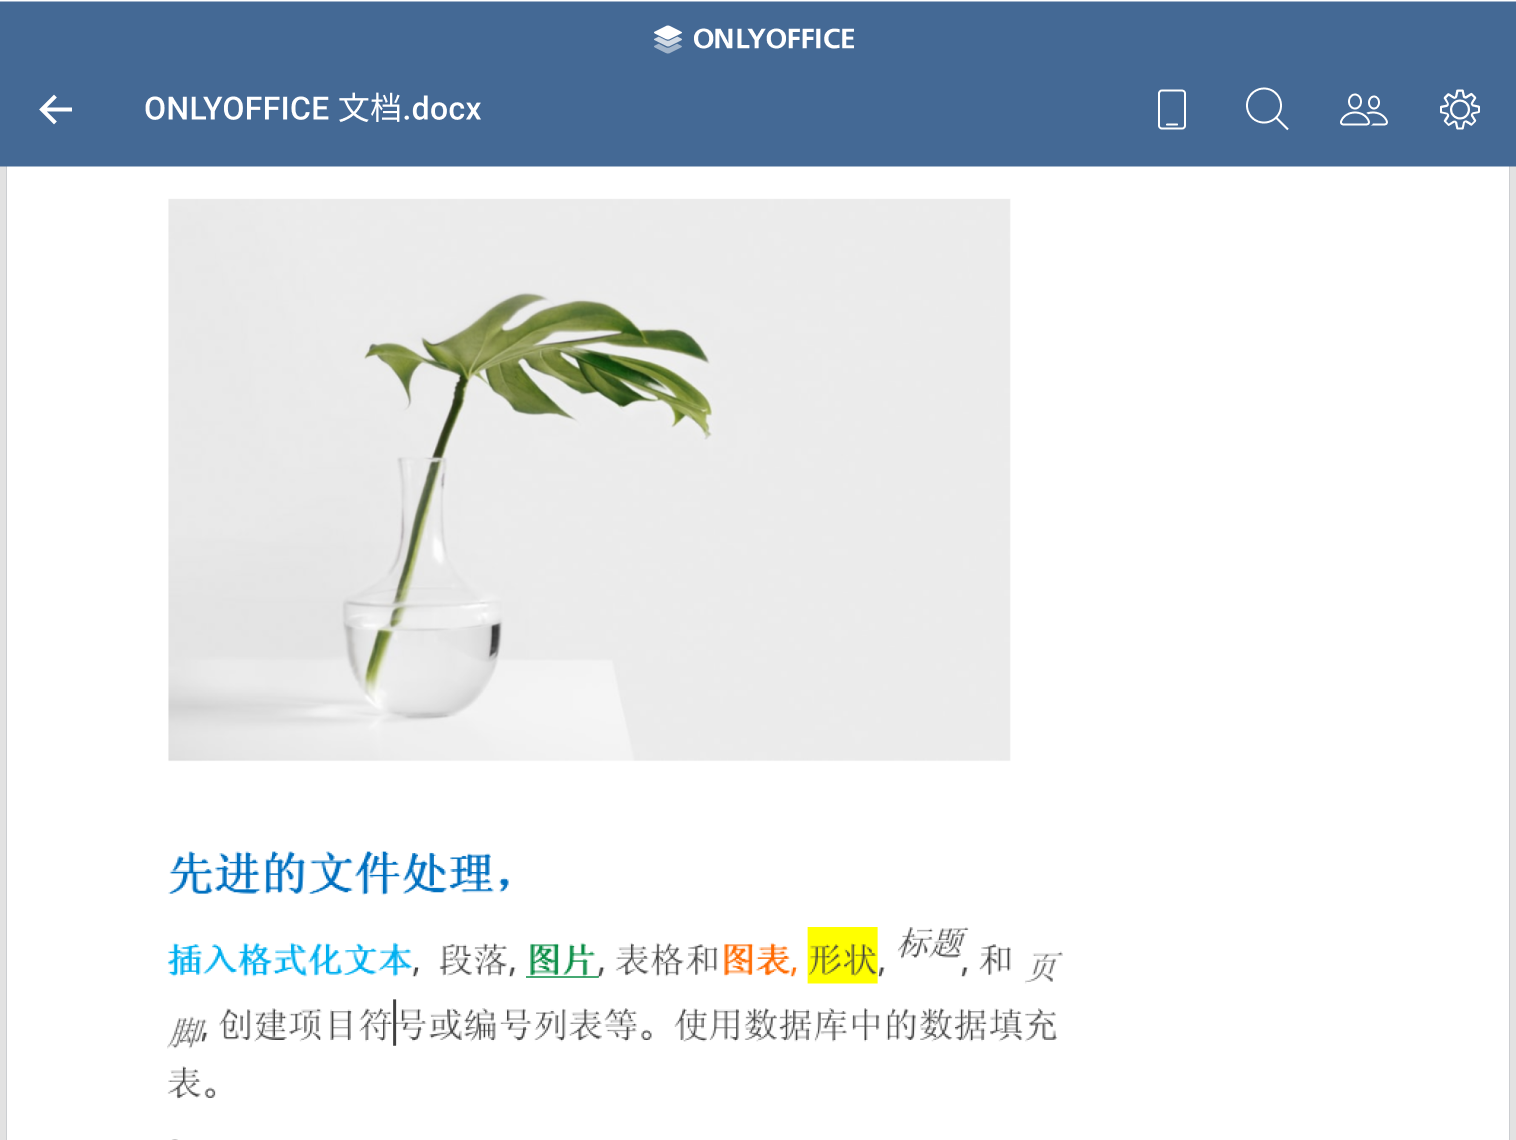 ONLYOFFICE
ONLYOFFICE 文档.docx
先进的文件处理，
插入格式化文本, 段落, 图片, 表格和图表, 形状, 标题, 和 页
脚, 创建项目符号或编号列表等。使用数据库中的数据填充
表。